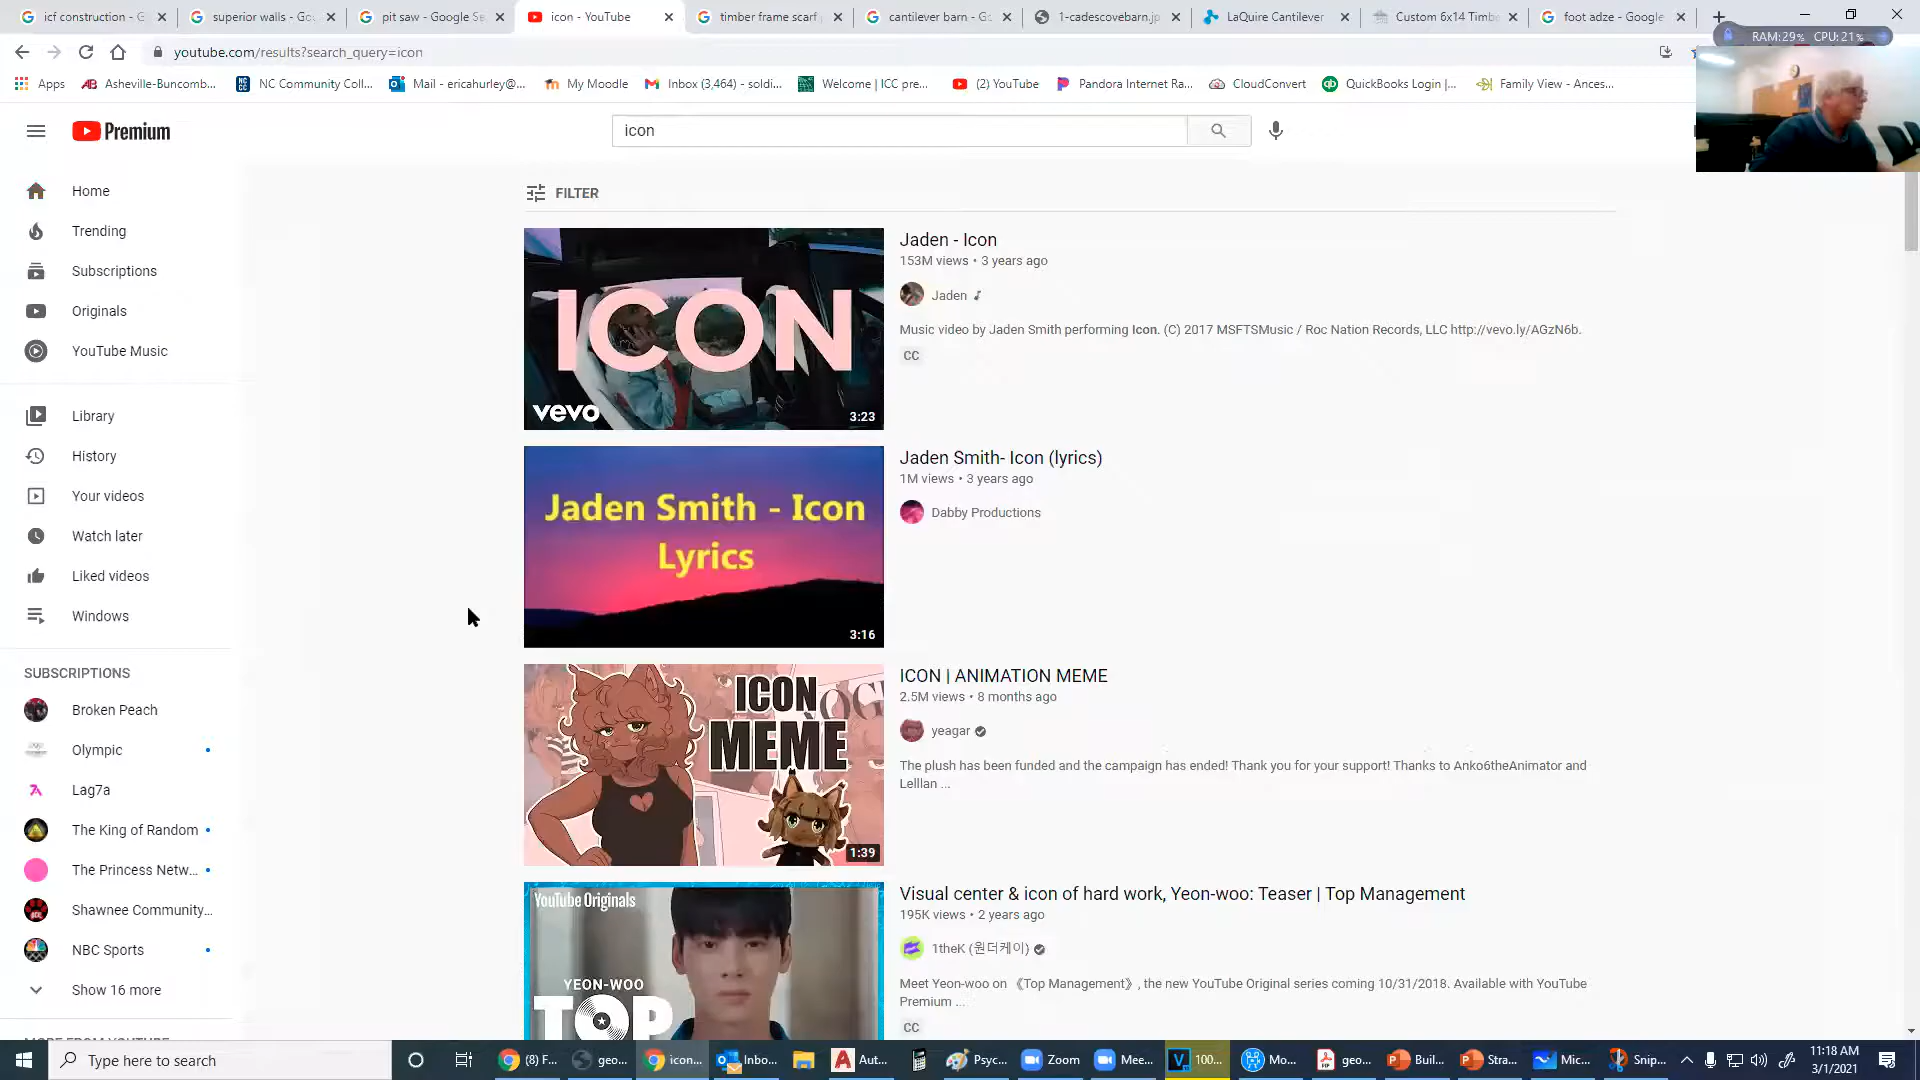 icf construction - G
superior walls - Go
pit saw - Google Se
icon - YouTube
timber frame scarf
cantilever barn - G
1-cadescovebarn.jp
LaQuire Cantilever
Custom 6x14 Timb
foot adze - Google
RAM:29% CPU:21%
youtube.com/results?search_query=icon
Apps
Asheville-Buncomb...
NC Community Coll...
Mail - ericahurley@...
My Moodle
Inbox (3,464) - soldi...
Welcome | ICC pre...
(2) YouTube
Pandora Internet Ra...
CloudConvert
QuickBooks Login |...
Family View - Ances...
Premium
icon
Home
Trending
Subscriptions
Originals
YouTube Music
Library
History
Your videos
Watch later
Liked videos
Windows
SUBSCRIPTIONS
Broken Peach
Olympic
Lag7a
The King of Random
The Princess Netw...
Shawnee Community...
NBC Sports
Show 16 more
FILTER
ICON
vevo
3:23
Jaden - Icon
153M views • 3 years ago
Jaden
Music video by Jaden Smith performing Icon. (C) 2017 MSFTSMusic / Roc Nation Records, LLC http://vevo.ly/AGzN6b.
CC
Jaden Smith - Icon
Lyrics
3:16
Jaden Smith- Icon (lyrics)
1M views • 3 years ago
Dabby Productions
ICON
MEME
1:39
ICON | ANIMATION MEME
2.5M views • 8 months ago
yeagar
The plush has been funded and the campaign has ended! Thank you for your support! Thanks to Anko6theAnimator and
Lelllan ...
YouTube Originals
YEON-WOO
TOP
Visual center & icon of hard work, Yeon-woo: Teaser | Top Management
195K views • 2 years ago
1theK (원더케이)
Meet Yeon-woo on 《Top Management》, the new YouTube Original series coming 10/31/2018. Available with YouTube
Premium ...
CC
Type here to search
(8) F...
geo...
icon...
Inbo...
Aut...
Psyc...
Zoom
Mee...
100...
Mo...
geo...
Buil...
Stra...
Mic...
Snip...
11:18 AM
3/1/2021